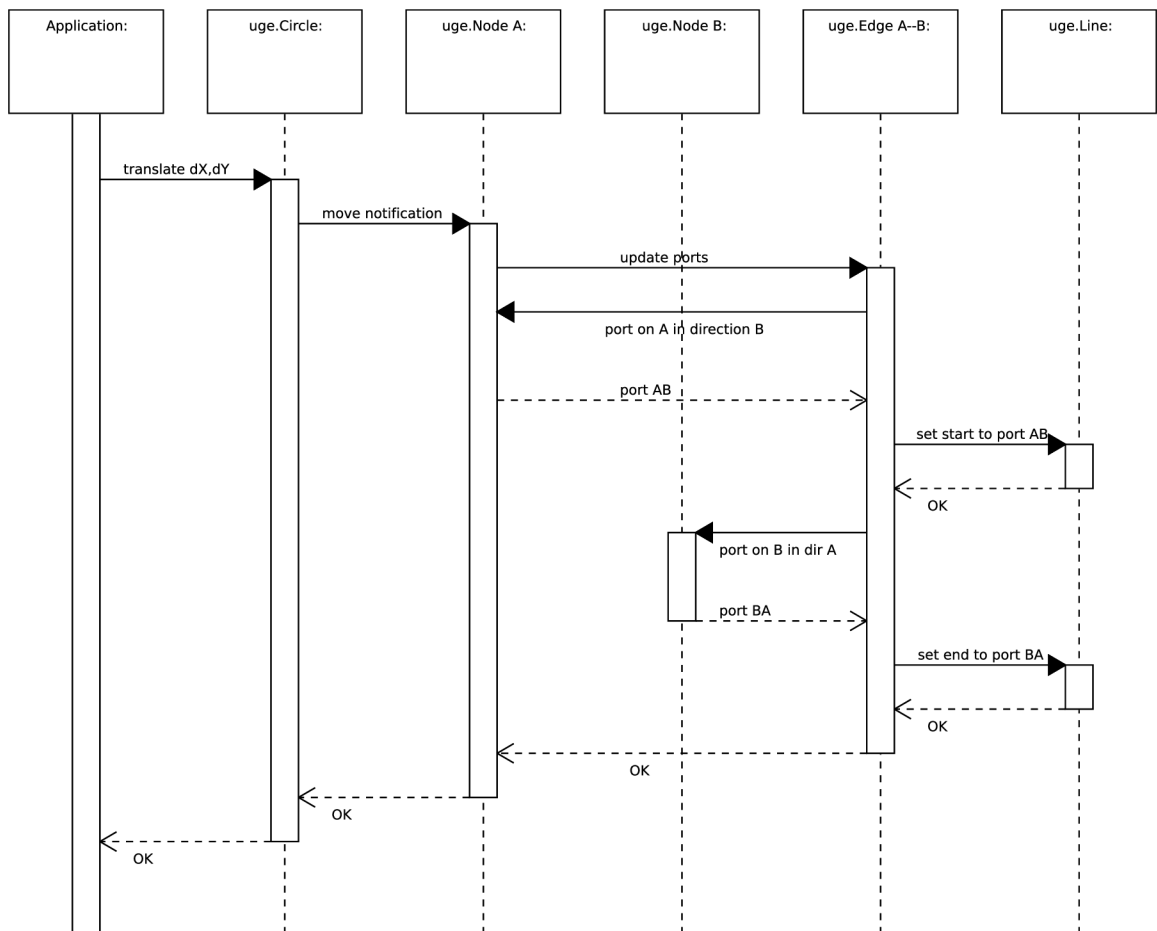 Application:
uge.Circle:
uge.Node A:
uge.Node B:
uge.Edge A--B:
uge.Line:
translate dX,dY
move notification
update ports
port on A in direction B
port AB
set start to port AB
OK
port on B in dir A
port BA
set end to port BA
OK
OK
OK
OK